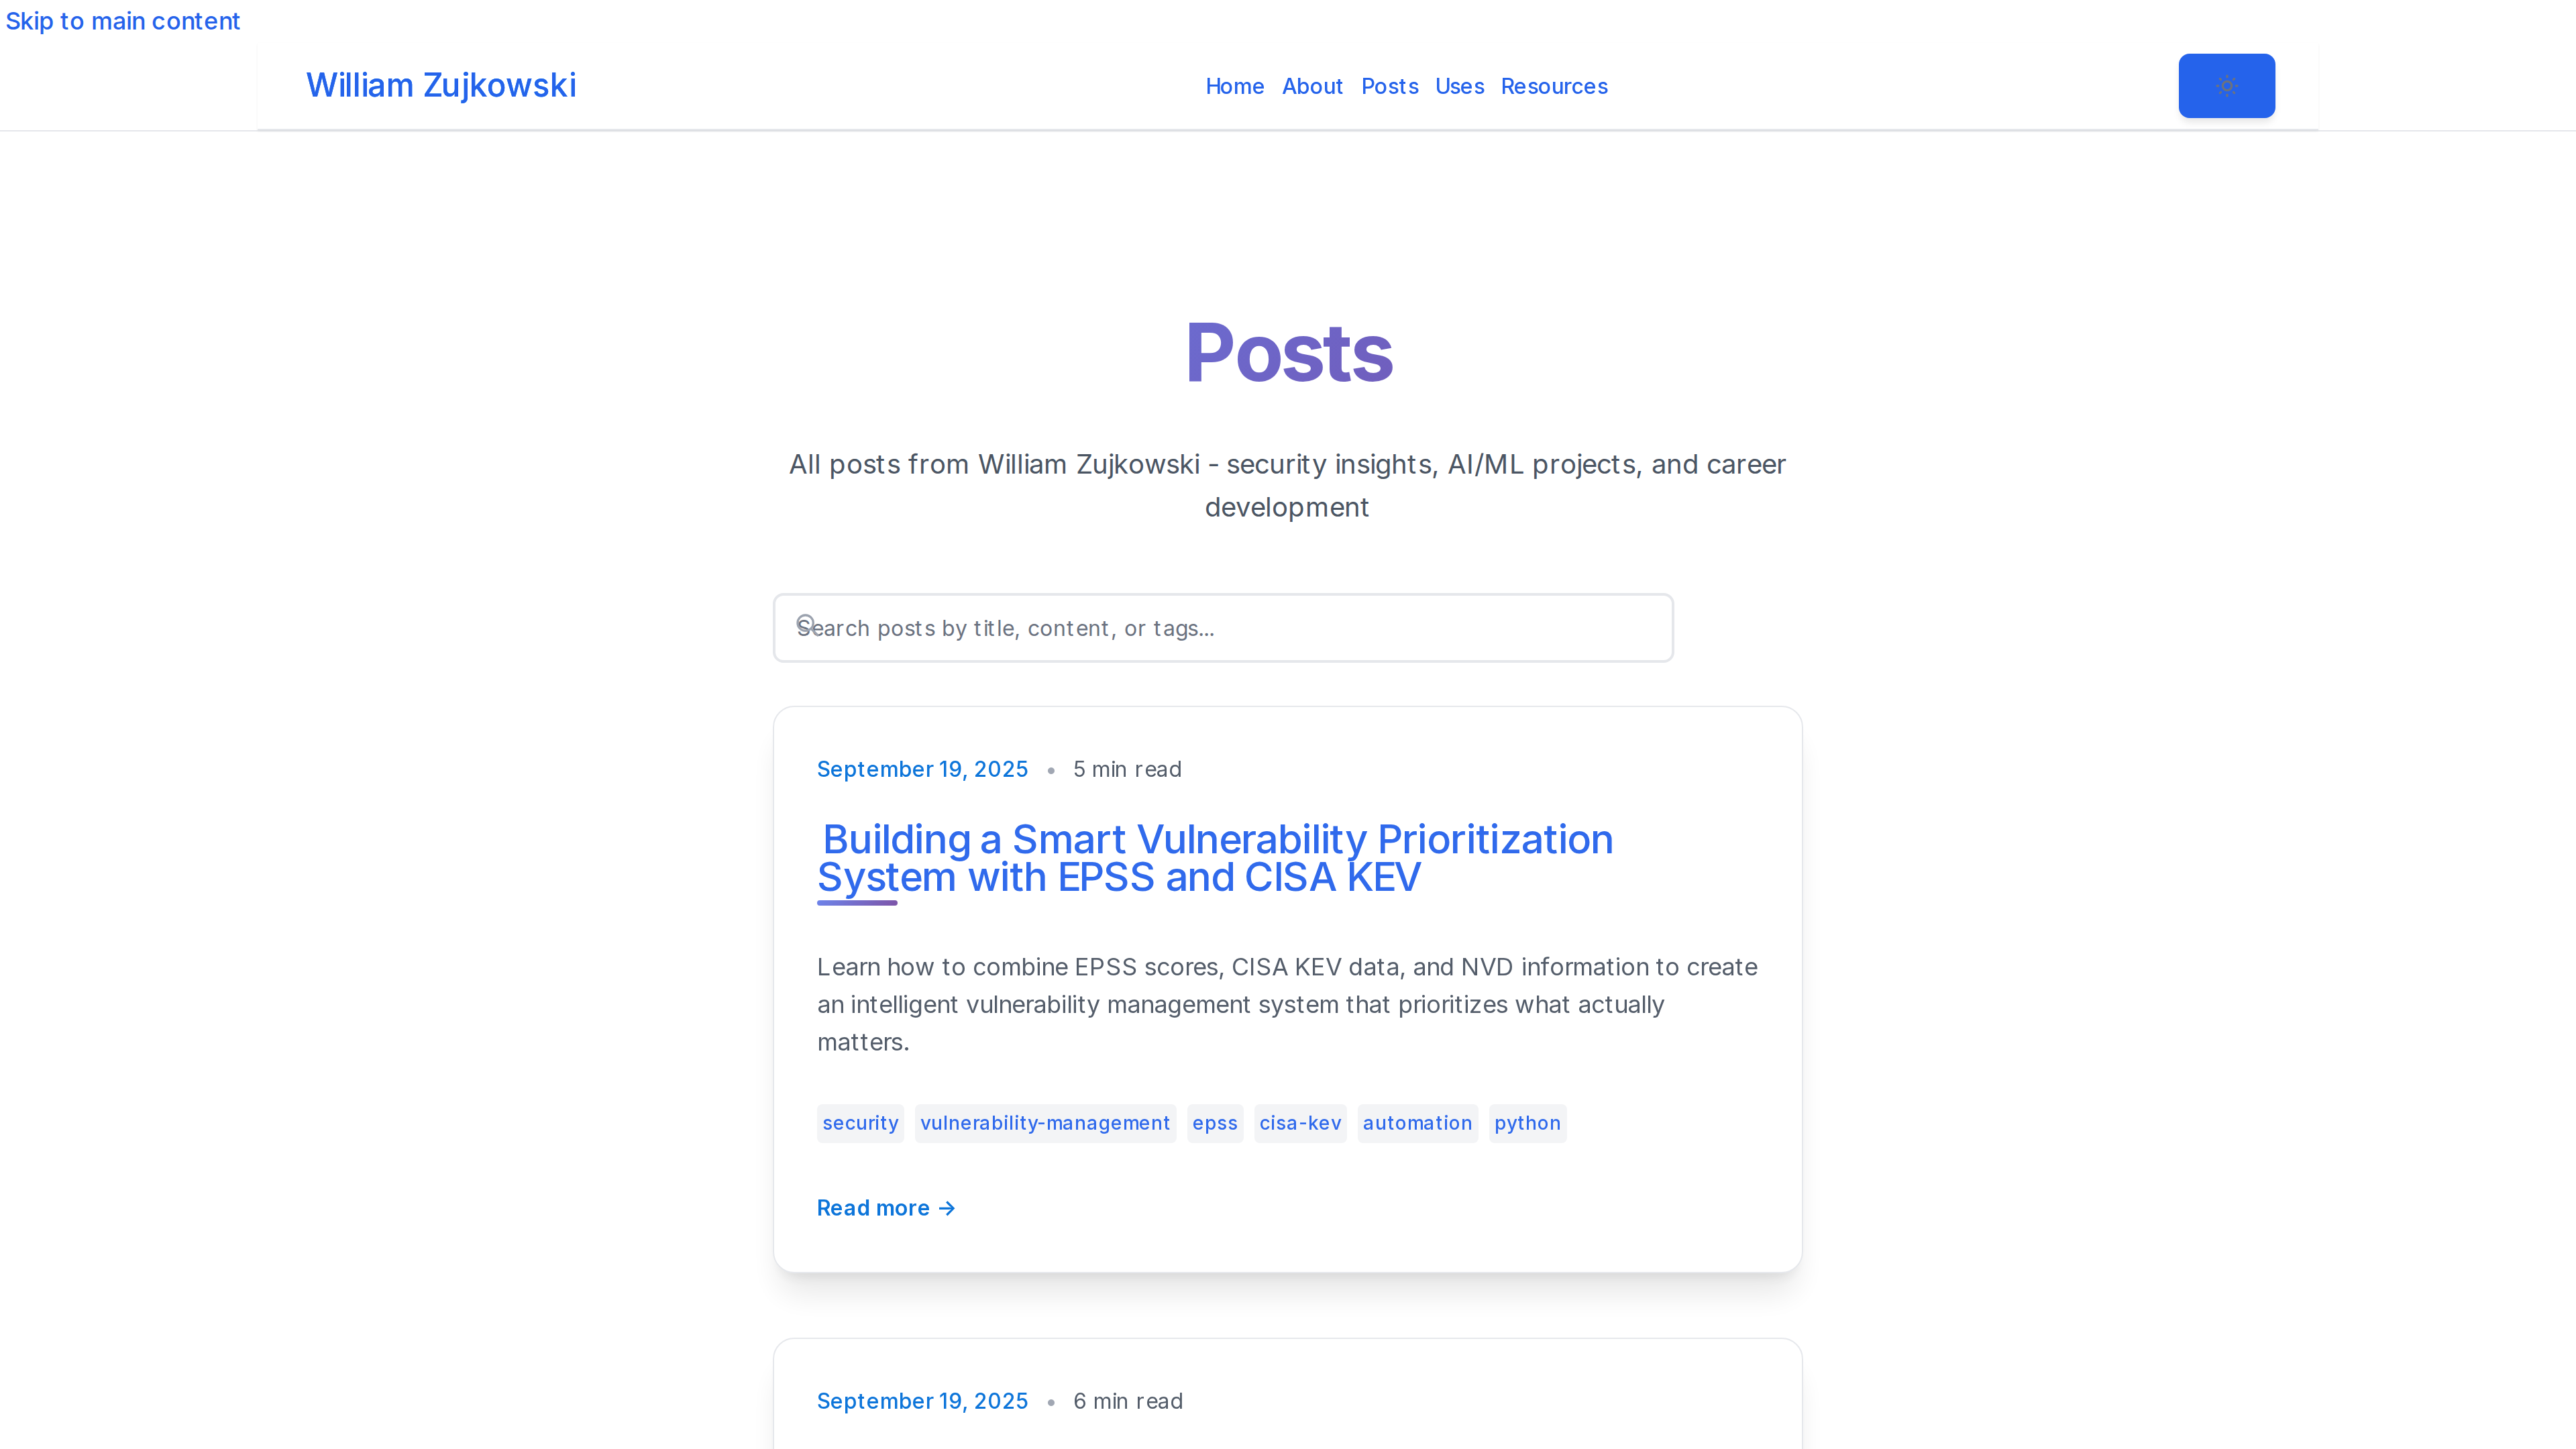 Skip to main content
William Zujkowski
Home About Posts Uses Resources
Posts
All posts from William Zujkowski - security insights, AI/ML projects, and career
development
Search posts by title, content, or tags...
September 19, 2025 • 5 min read
Building a Smart Vulnerability Prioritization
System with EPSS and CISA KEV
Learn how to combine EPSS scores, CISA KEV data, and NVD information to create
an intelligent vulnerability management system that prioritizes what actually
matters.
security vulnerability-management epss cisa-kev automation python
Read more →
September 19, 2025 • 6 min read